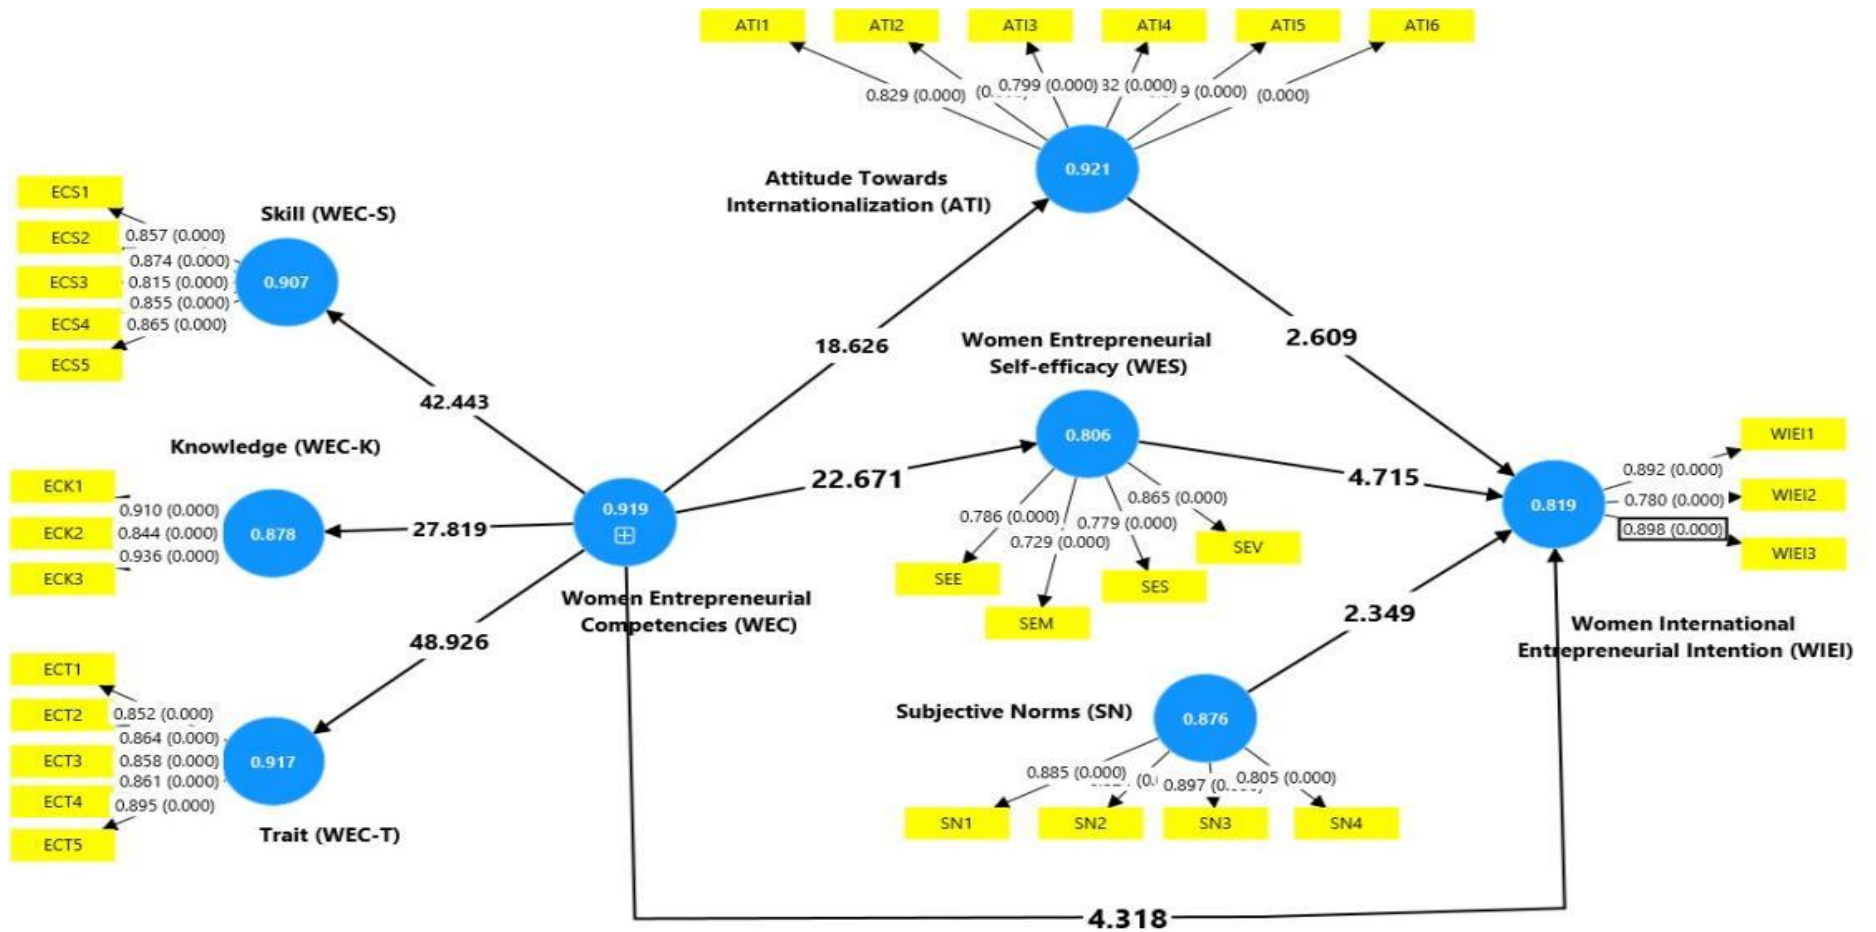 ATI1
ATI2
ATI3
ATI4
ATI5
ATI6
0.829 (0.000)
0.799 (0.000)
(0.000)
(0.000)
(0.000)
0.921
Attitude Towards
Internationalization (ATI)
ECS1
ECS2
ECS3
ECS4
ECS5
Skill (WEC-S)
0.857 (0.000)
0.874 (0.000)
0.815 (0.000)
0.855 (0.000)
0.865 (0.000)
0.907
42.443
18.626
2.609
Women Entrepreneurial
Self-efficacy (WES)
0.806
22.671
4.715
0.786 (0.000)
0.729 (0.000)
0.779 (0.000)
0.865 (0.000)
SEE
SEM
SES
SEV
Knowledge (WEC-K)
ECK1
ECK2
ECK3
0.910 (0.000)
0.844 (0.000)
0.936 (0.000)
0.878
27.819
0.919
Women Entrepreneurial
Competencies (WEC)
48.926
ECT1
ECT2
ECT3
ECT4
ECT5
0.852 (0.000)
0.864 (0.000)
0.858 (0.000)
0.861 (0.000)
0.895 (0.000)
0.917
Trait (WEC-T)
0.819
0.892 (0.000)
0.780 (0.000)
0.898 (0.000)
WIEI1
WIEI2
WIEI3
Women International
Entrepreneurial Intention (WIEI)
2.349
Subjective Norms (SN)
0.876
0.885 (0.000)
0.897
0.805 (0.000)
SN1
SN2
SN3
SN4
4.318